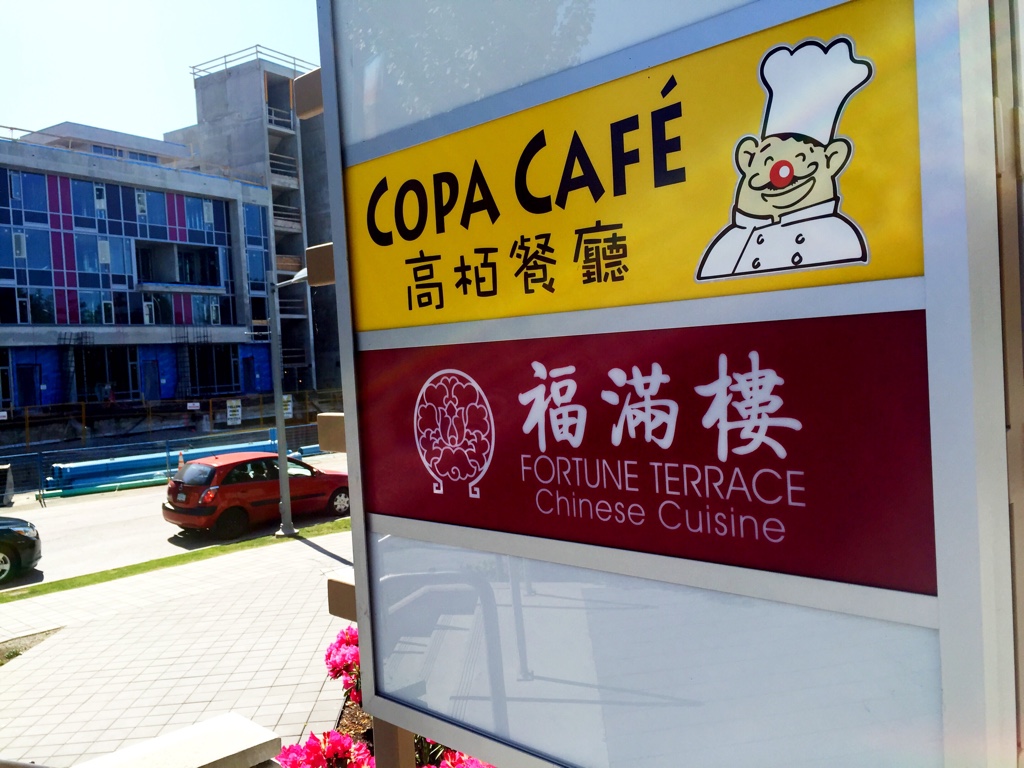 COPA CAFÉ
高栢餐廳
福滿樓
FORTUNE TERRACE
Chinese Cuisine